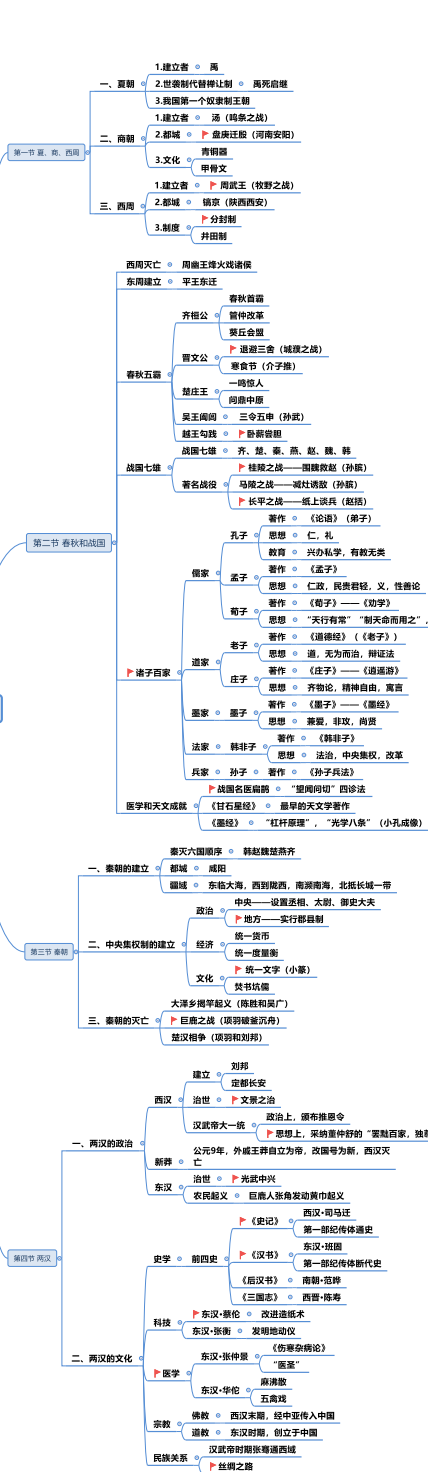 第一节 夏、商、西周
一、夏朝
1.建立者
禹
2.世袭制代替禅让制
禹死启继
3.我国第一个奴隶制王朝
二、商朝
1.建立者
汤（鸣条之战）
2.都城
盘庚迁殷（河南安阳）
3.文化
青铜器
甲骨文
三、西周
1.建立者
周武王（牧野之战）
2.都城
镐京（陕西西安）
3.制度
分封制
井田制
第二节 春秋和战国
西周灭亡
周幽王烽火戏诸侯
东周建立
平王东迁
春秋五霸
齐桓公
春秋首霸
管仲改革
葵丘会盟
晋文公
退避三舍（城濮之战）
寒食节（介子推）
楚庄王
一鸣惊人
问鼎中原
吴王阖闾
三令五申（孙武）
越王勾践
卧薪尝胆
战国七雄
战国七雄
齐、楚、秦、燕、赵、魏、韩
著名战役
桂陵之战——围魏救赵（孙膑）
马陵之战——减灶诱敌（孙膑）
长平之战——纸上谈兵（赵括）
诸子百家
儒家
孔子
著作
《论语》（弟子）
思想
仁，礼
教育
兴办私学，有教无类
孟子
著作
《孟子》
思想
仁政，民贵君轻，义，性善论
荀子
著作
《荀子》——《劝学》
思想
“天行有常”“制天命而用之”，
道家
老子
著作
《道德经》（《老子》）
思想
道，无为而治，辩证法
庄子
著作
《庄子》——《逍遥游》
思想
齐物论，精神自由，寓言
墨家
墨子
著作
《墨子》——《墨经》
思想
兼爱，非攻，尚贤
法家
韩非子
著作
《韩非子》
思想
法治，中央集权，改革
兵家
孙子
著作
《孙子兵法》
医学和天文成就
战国名医扁鹊
“望闻问切”四诊法
《甘石星经》
最早的天文学著作
《墨经》
“杠杆原理”，“光学八条”（小孔成像）
第三节 秦朝
一、秦朝的建立
秦灭六国顺序
韩赵魏楚燕齐
都城
咸阳
疆域
东临大海，西到陇西，南濒南海，北抵长城一带
二、中央集权制的建立
政治
中央——设置丞相、太尉、御史大夫
地方——实行郡县制
经济
统一货币
统一度量衡
文化
统一文字（小篆）
焚书坑儒
三、秦朝的灭亡
大泽乡揭竿起义（陈胜和吴广）
巨鹿之战（项羽破釜沉舟）
楚汉相争（项羽和刘邦）
第四节 两汉
一、两汉的政治
西汉
建立
刘邦
定都长安
治世
文景之治
汉武帝大一统
政治上，颁布推恩令
思想上，采纳董仲舒的“罢黜百家，独尊
新莽
公元9年，外戚王莽自立为帝，改国号为新，西汉灭
亡
东汉
治世
光武中兴
农民起义
巨鹿人张角发动黄巾起义
二、两汉的文化
史学
前四史
《史记》
西汉•司马迁
第一部纪传体通史
《汉书》
东汉•班固
第一部纪传体断代史
《后汉书》
南朝•范晔
《三国志》
西晋•陈寿
科技
东汉•蔡伦
改进造纸术
东汉•张衡
发明地动仪
医学
东汉•张仲景
《伤寒杂病论》
“医圣”
东汉•华佗
麻沸散
五禽戏
宗教
佛教
西汉末期，经中亚传入中国
道教
东汉时期，创立于中国
民族关系
汉武帝时期张骞通西域
丝绸之路